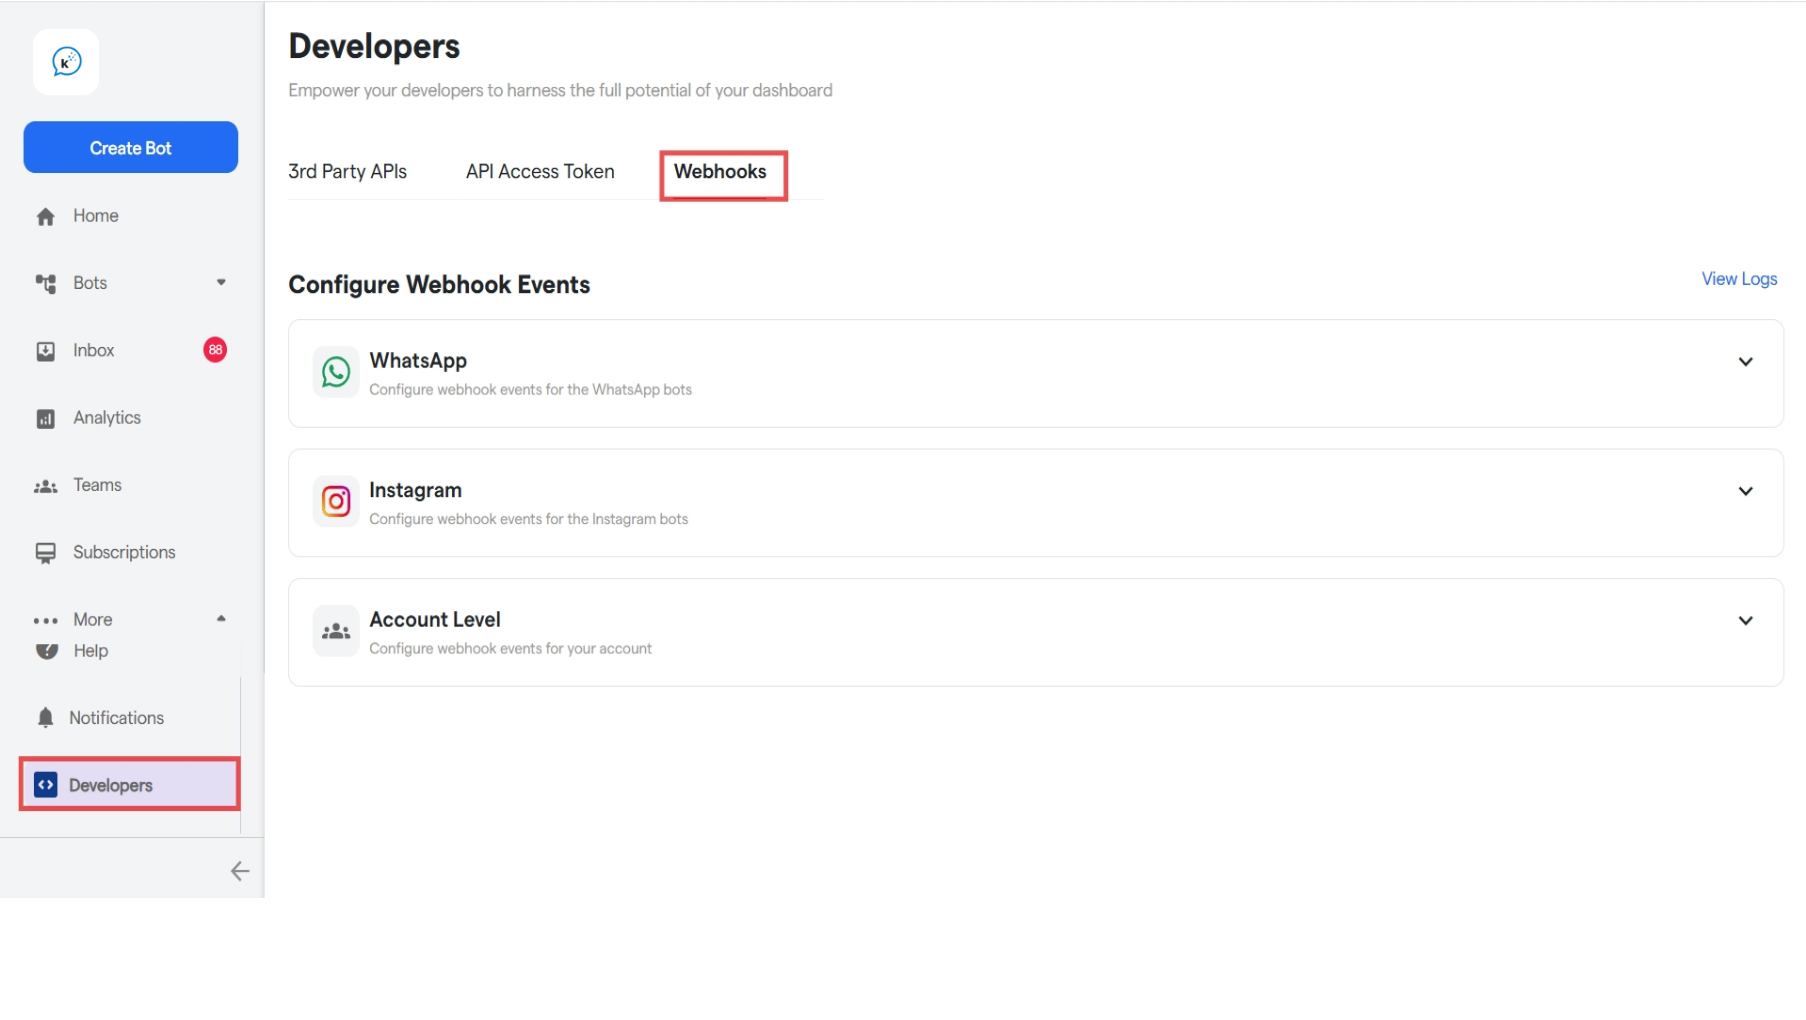 k
Create Bot
Home
Bots
Inbox 88
Analytics
Teams
Subscriptions
More
Help
Notifications
Developers
Developers
Empower your developers to harness the full potential of your dashboard
3rd Party APIs API Access Token Webhooks
Configure Webhook Events View Logs
WhatsApp
Configure webhook events for the WhatsApp bots
Instagram
Configure webhook events for the Instagram bots
Account Level
Configure webhook events for your account